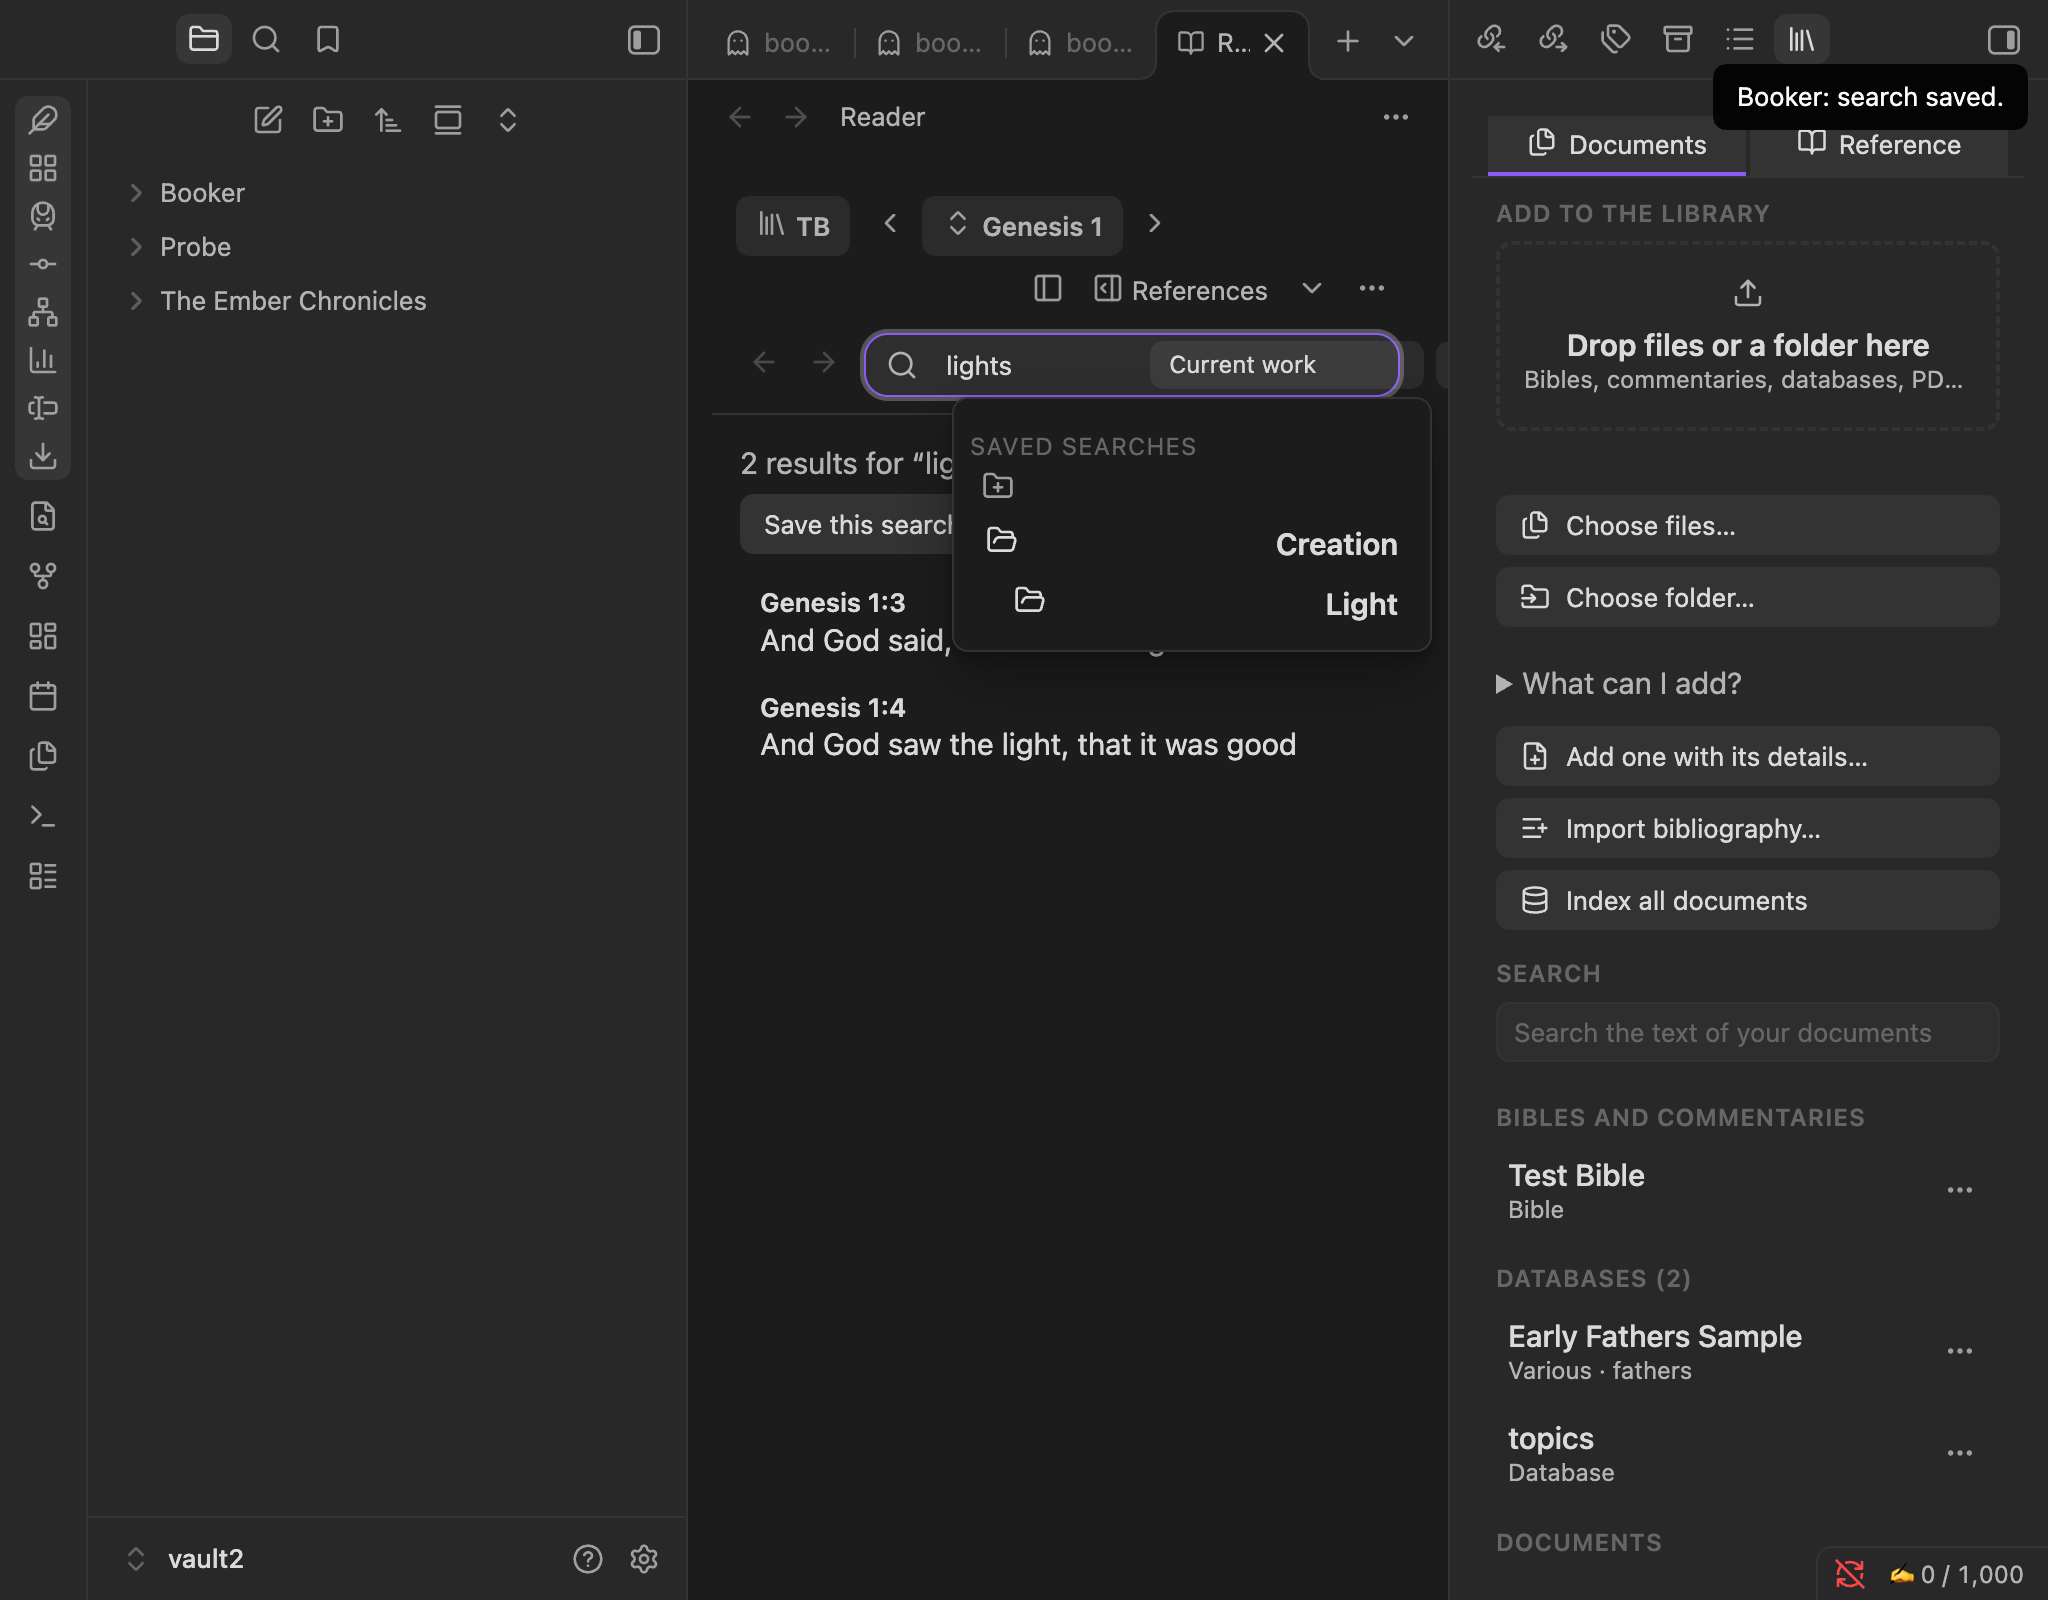 boo...
boo...
boo...
R...
Booker: search saved.
Reader
Documents
Reference
Booker
Probe
The Ember Chronicles
TB
Genesis 1
References
lights
Current work
SAVED SEARCHES
2 results for “lig
Save this search
Creation
Light
Genesis 1:3
And God said,
Genesis 1:4
And God saw the light, that it was good
ADD TO THE LIBRARY
Drop files or a folder here
Bibles, commentaries, databases, PD...
Choose files...
Choose folder...
What can I add?
Add one with its details...
Import bibliography...
Index all documents
SEARCH
Search the text of your documents
BIBLES AND COMMENTARIES
Test Bible
Bible
DATABASES (2)
Early Fathers Sample
Various · fathers
topics
Database
DOCUMENTS
vault2
0 / 1,000